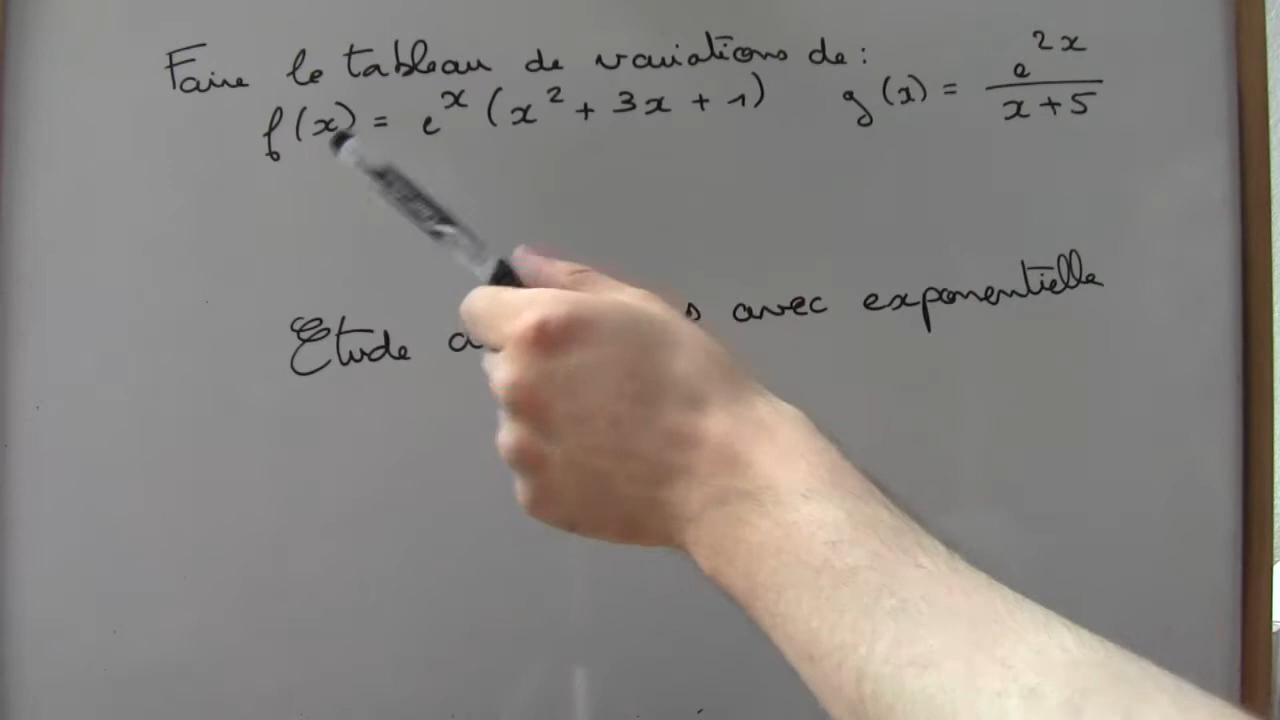 Faire le tableau de variations de :
f(x) = e^x (x² + 3x + 1) g(x) = e^{2x} / (x + 5)
Etude avec exponentielle